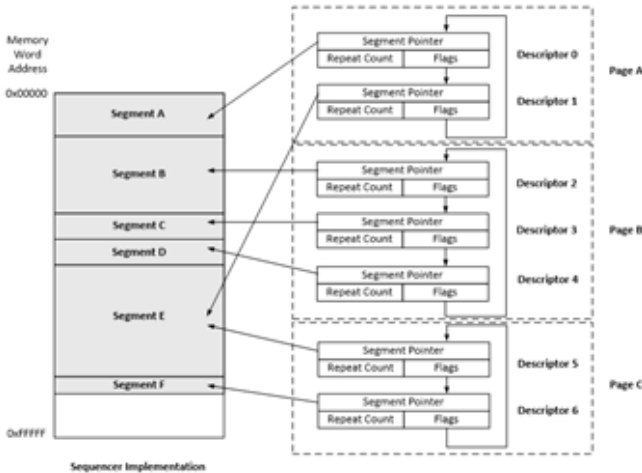 Memory
Word
Address
0x00000
Segment A
Segment B
Segment C
Segment D
Segment E
Segment F
0xFFFFF
Sequencer Implementation
Segment Pointer
Repeat Count Flags
Descriptor 0
Segment Pointer
Repeat Count Flags
Descriptor 1
Page A
Segment Pointer
Repeat Count Flags
Descriptor 2
Segment Pointer
Repeat Count Flags
Descriptor 3
Segment Pointer
Repeat Count Flags
Descriptor 4
Page B
Segment Pointer
Repeat Count Flags
Descriptor 5
Segment Pointer
Repeat Count Flags
Descriptor 6
Page C